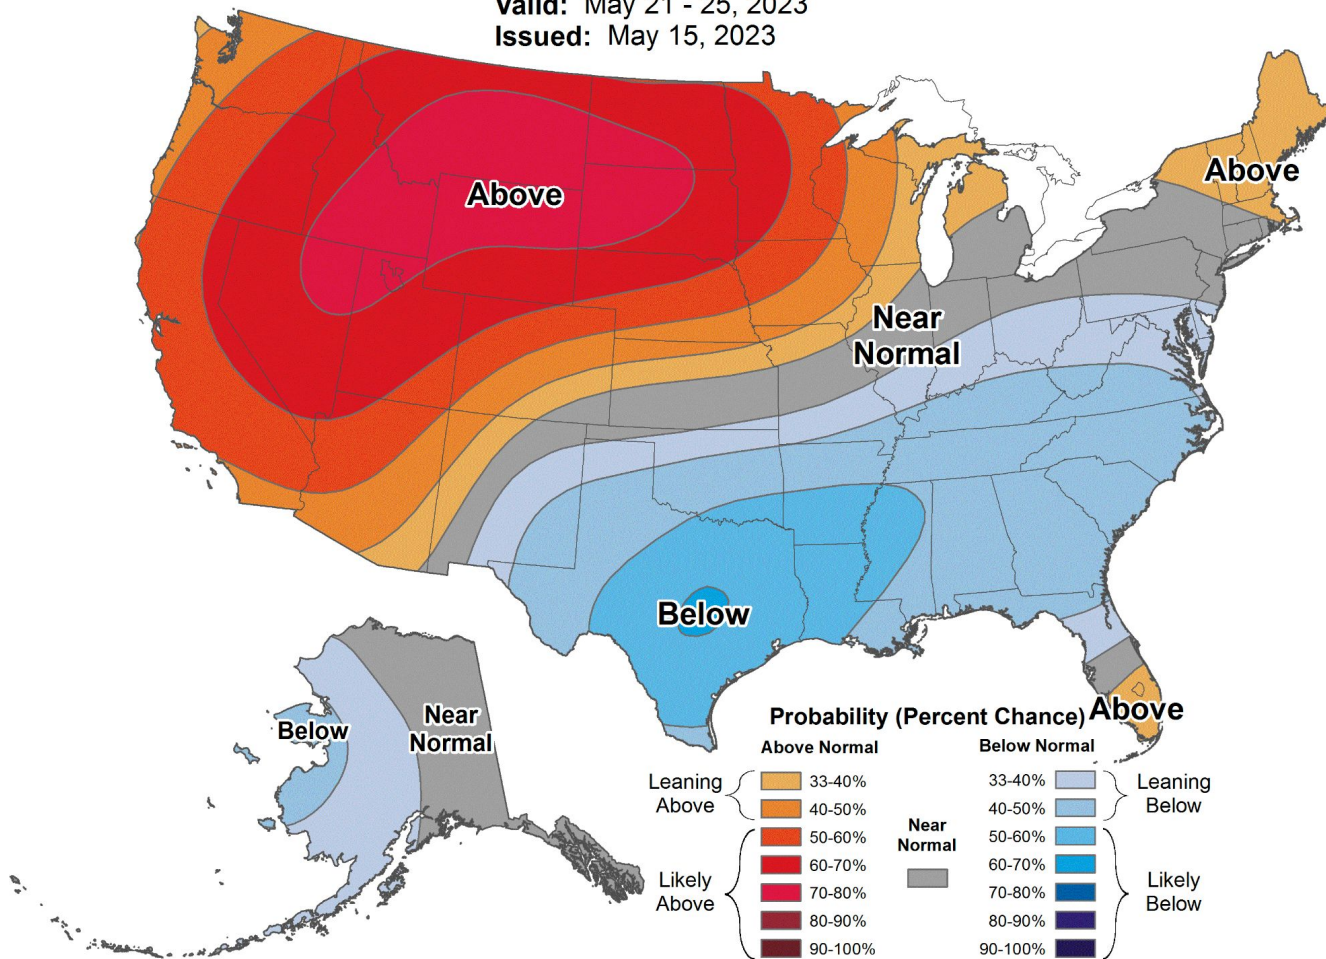 Valid: May 21 - 25, 2023
Issued: May 15, 2023
Above
Above
Near
Normal
Below
Above
Below
Near
Normal
Probability (Percent Chance)
Above Normal
Below Normal
Leaning
Above
33-40%
40-50%
Likely
Above
50-60%
60-70%
70-80%
80-90%
90-100%
Near
Normal
33-40%
40-50%
Leaning
Below
50-60%
60-70%
70-80%
80-90%
90-100%
Likely
Below